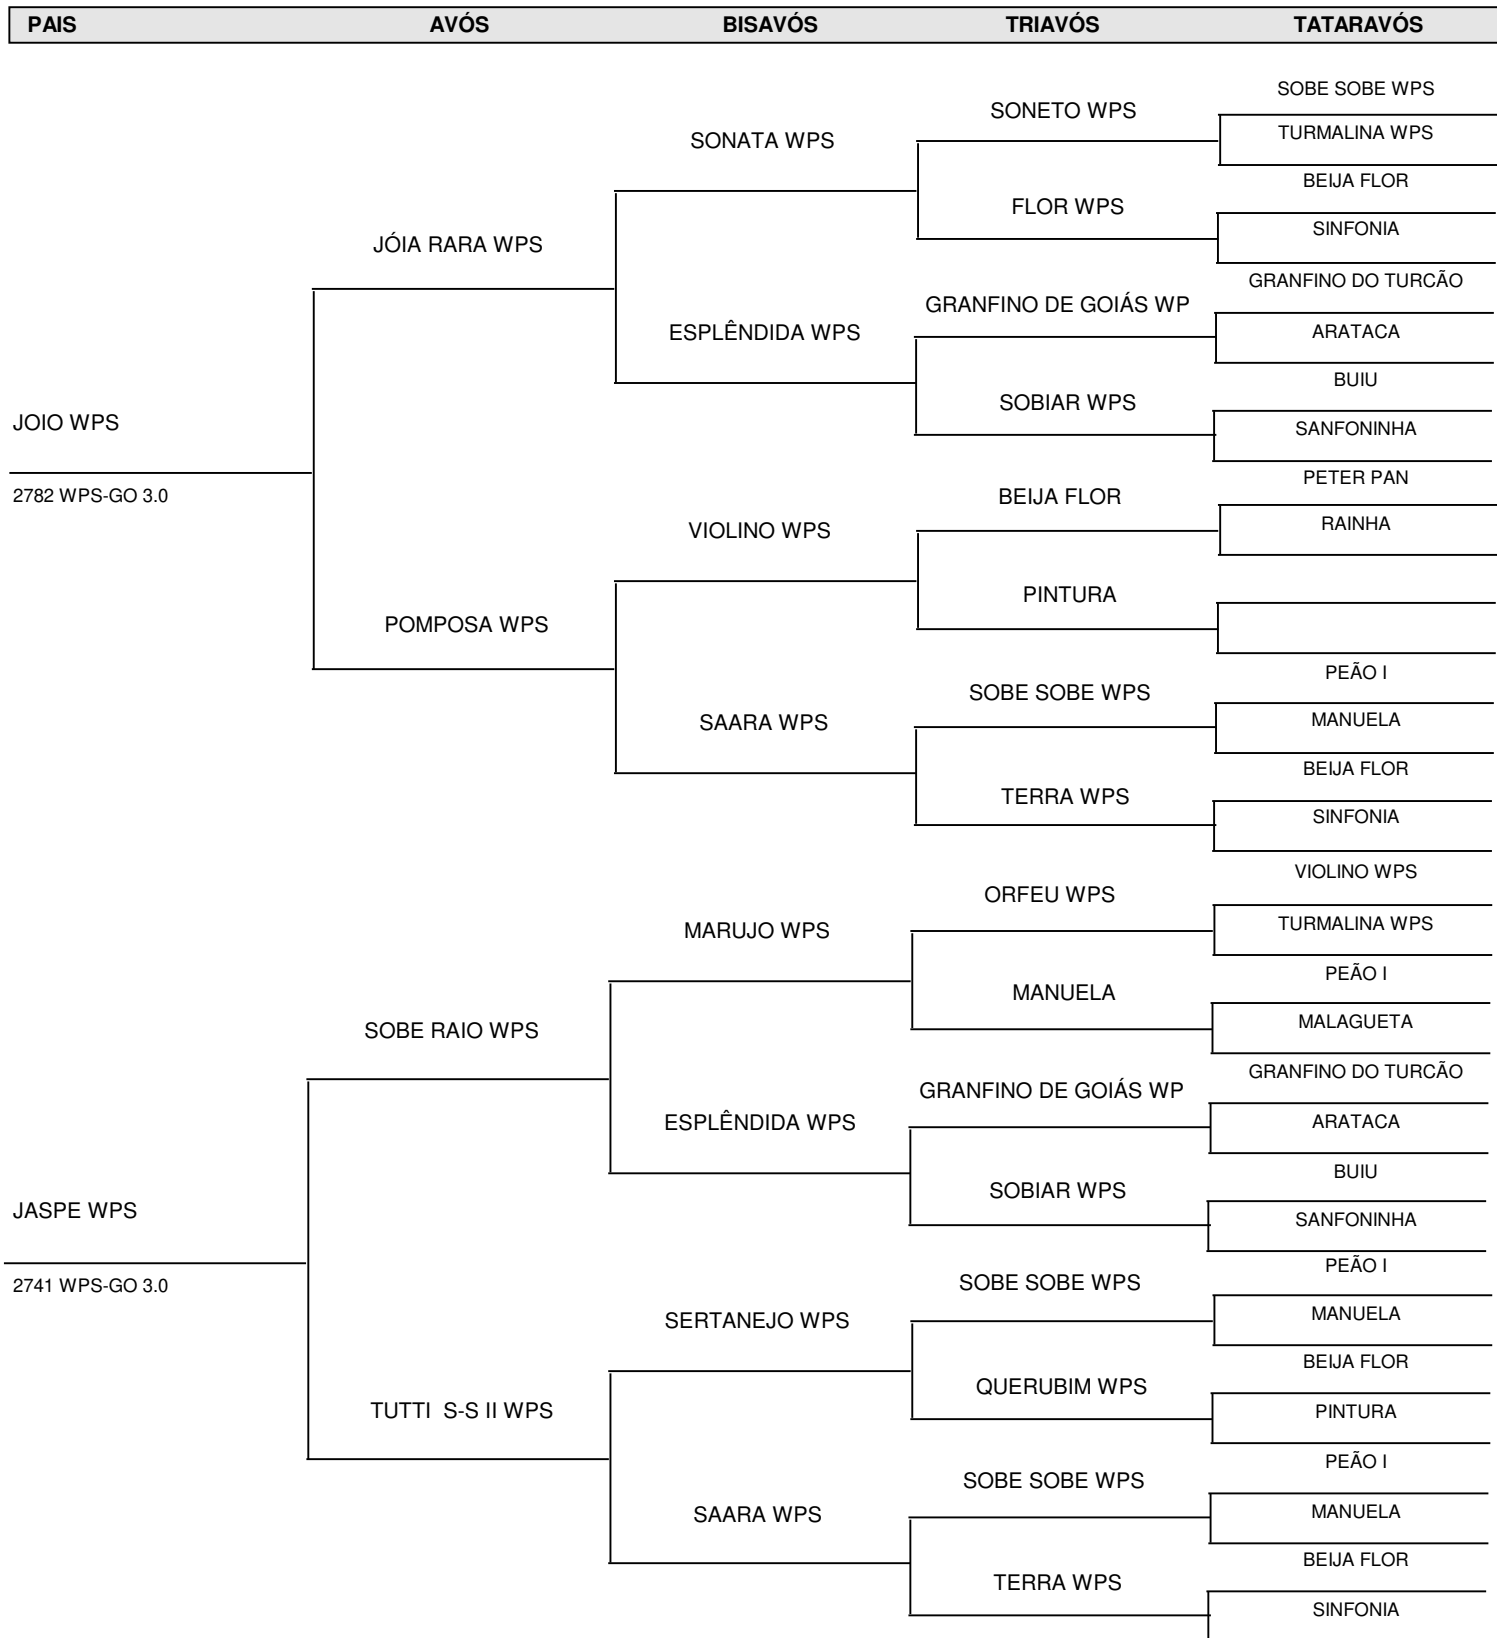 PAIS AVÓS BISAVÓS TRIAVÓS TATARAVÓS
SOBE SOBE WPS
SONETO WPS
TURMALINA WPS
SONATA WPS
BEIJA FLOR
FLOR WPS
SINFONIA
JÓIA RARA WPS
GRANFINO DO TURCÃO
GRANFINO DE GOIÁS WP
ARATACA
ESPLÊNDIDA WPS
BUIU
SOBIAR WPS
SANFONINHA
JOIO WPS
PETER PAN
2782 WPS-GO 3.0
BEIJA FLOR
RAINHA
VIOLINO WPS
PINTURA
POMPOSA WPS
PEÃO I
SOBE SOBE WPS
MANUELA
SAARA WPS
BEIJA FLOR
TERRA WPS
SINFONIA
VIOLINO WPS
ORFEU WPS
TURMALINA WPS
MARUJO WPS
PEÃO I
MANUELA
MALAGUETA
SOBE RAIO WPS
GRANFINO DO TURCÃO
GRANFINO DE GOIÁS WP
ARATACA
ESPLÊNDIDA WPS
BUIU
SOBIAR WPS
SANFONINHA
JASPE WPS
PEÃO I
2741 WPS-GO 3.0
SOBE SOBE WPS
MANUELA
SERTANEJO WPS
BEIJA FLOR
QUERUBIM WPS
PINTURA
TUTTI  S-S II WPS
PEÃO I
SOBE SOBE WPS
MANUELA
SAARA WPS
BEIJA FLOR
TERRA WPS
SINFONIA